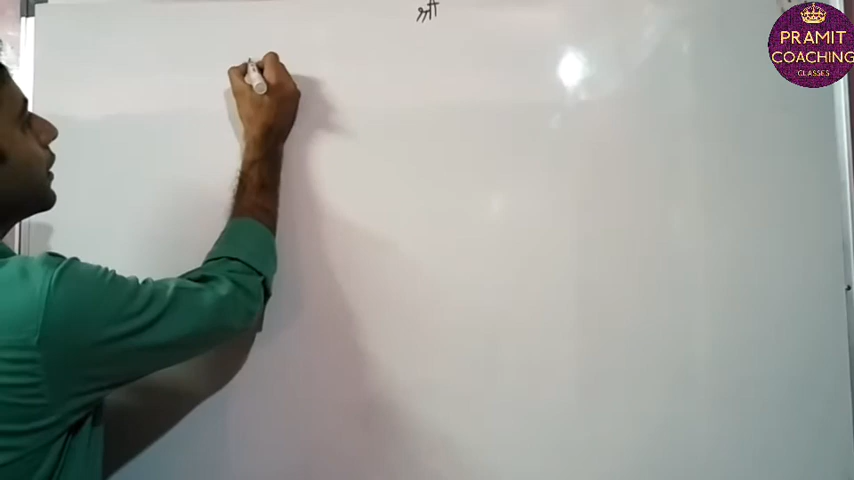 श्री
PRAMIT
COACHING
CLASSES